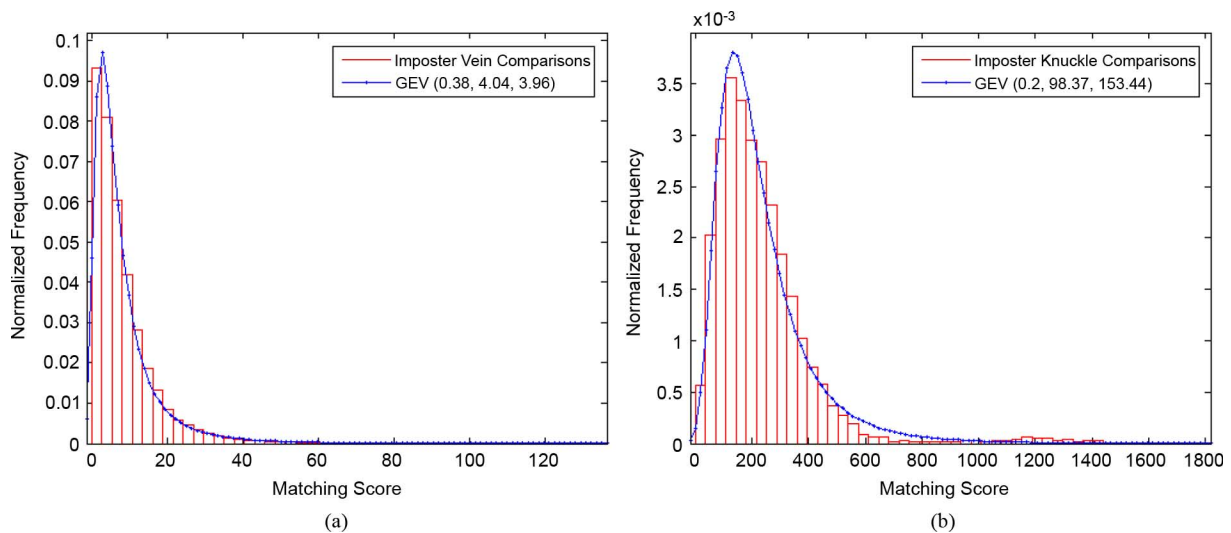 0.1
0.09
0.08
0.07
0.06
0.05
0.04
0.03
0.02
0.01
0
Normalized Frequency
Imposter Vein Comparisons
GEV (0.38, 4.04, 3.96)
0 20 40 60 80 100 120
Matching Score
(a)
x10-3
3.5
3
2.5
2
1.5
1
0.5
0
Normalized Frequency
Imposter Knuckle Comparisons
GEV (0.2, 98.37, 153.44)
0 200 400 600 800 1000 1200 1400 1600 1800
Matching Score
(b)